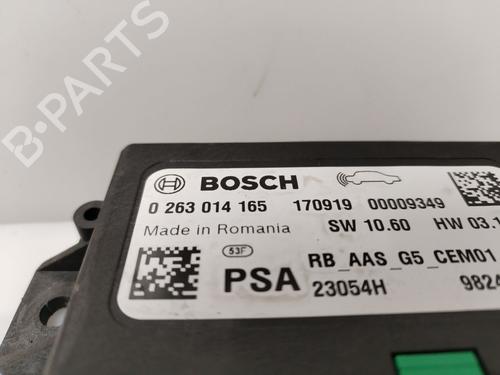 B-PARTS
BOSCH
0 263 014 165 170919 00009349
Made in Romania SW 10.60 HW 03.1
53F
PSA RB_AAS_G5_CEM01
23054H 9824